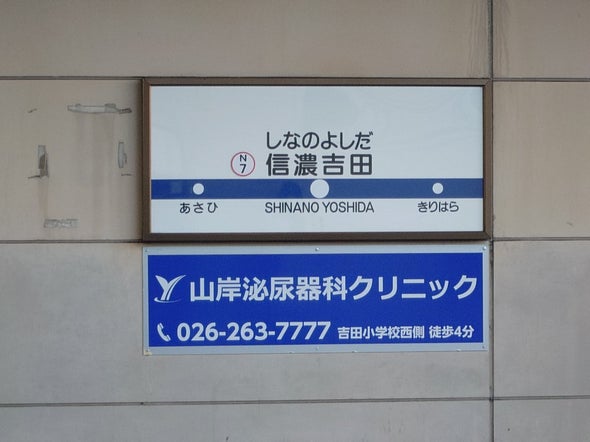 しなのよしだ
N
7
信濃吉田
あさひ SHINANO YOSHIDA きりはら
山岸泌尿器科クリニック
026-263-7777 吉田小学校西側 徒歩4分